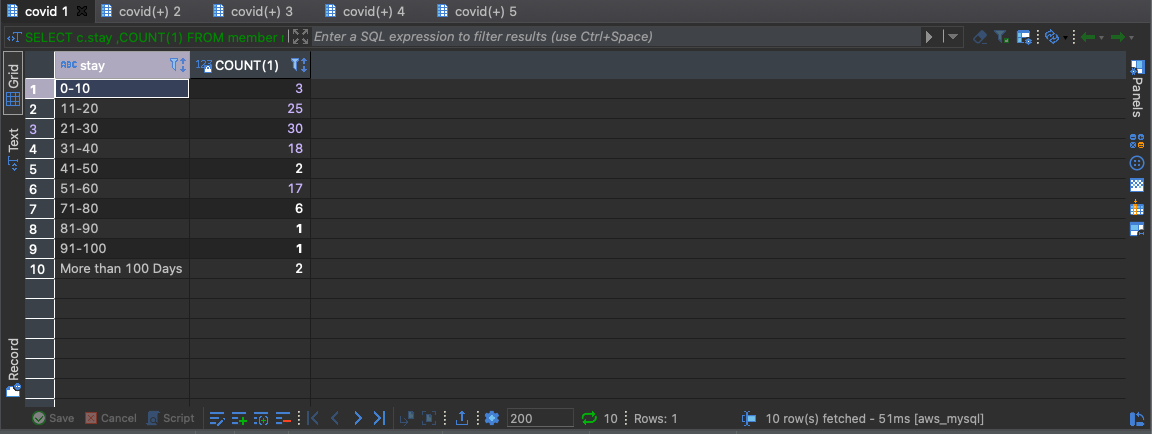 covid 1 covid(+) 2 covid(+) 3 covid(+) 4 covid(+) 5
SELECT c.stay ,COUNT(1) FROM member Enter a SQL expression to filter results (use Ctrl+Space)
Grid
Text
Record
ABC stay 123 COUNT(1)
1 0-10 3
2 11-20 25
3 21-30 30
4 31-40 18
5 41-50 2
6 51-60 17
7 71-80 6
8 81-90 1
9 91-100 1
10 More than 100 Days 2
Panels
Save Cancel Script 200 10 Rows: 1 10 row(s) fetched - 51ms [aws_mysql]